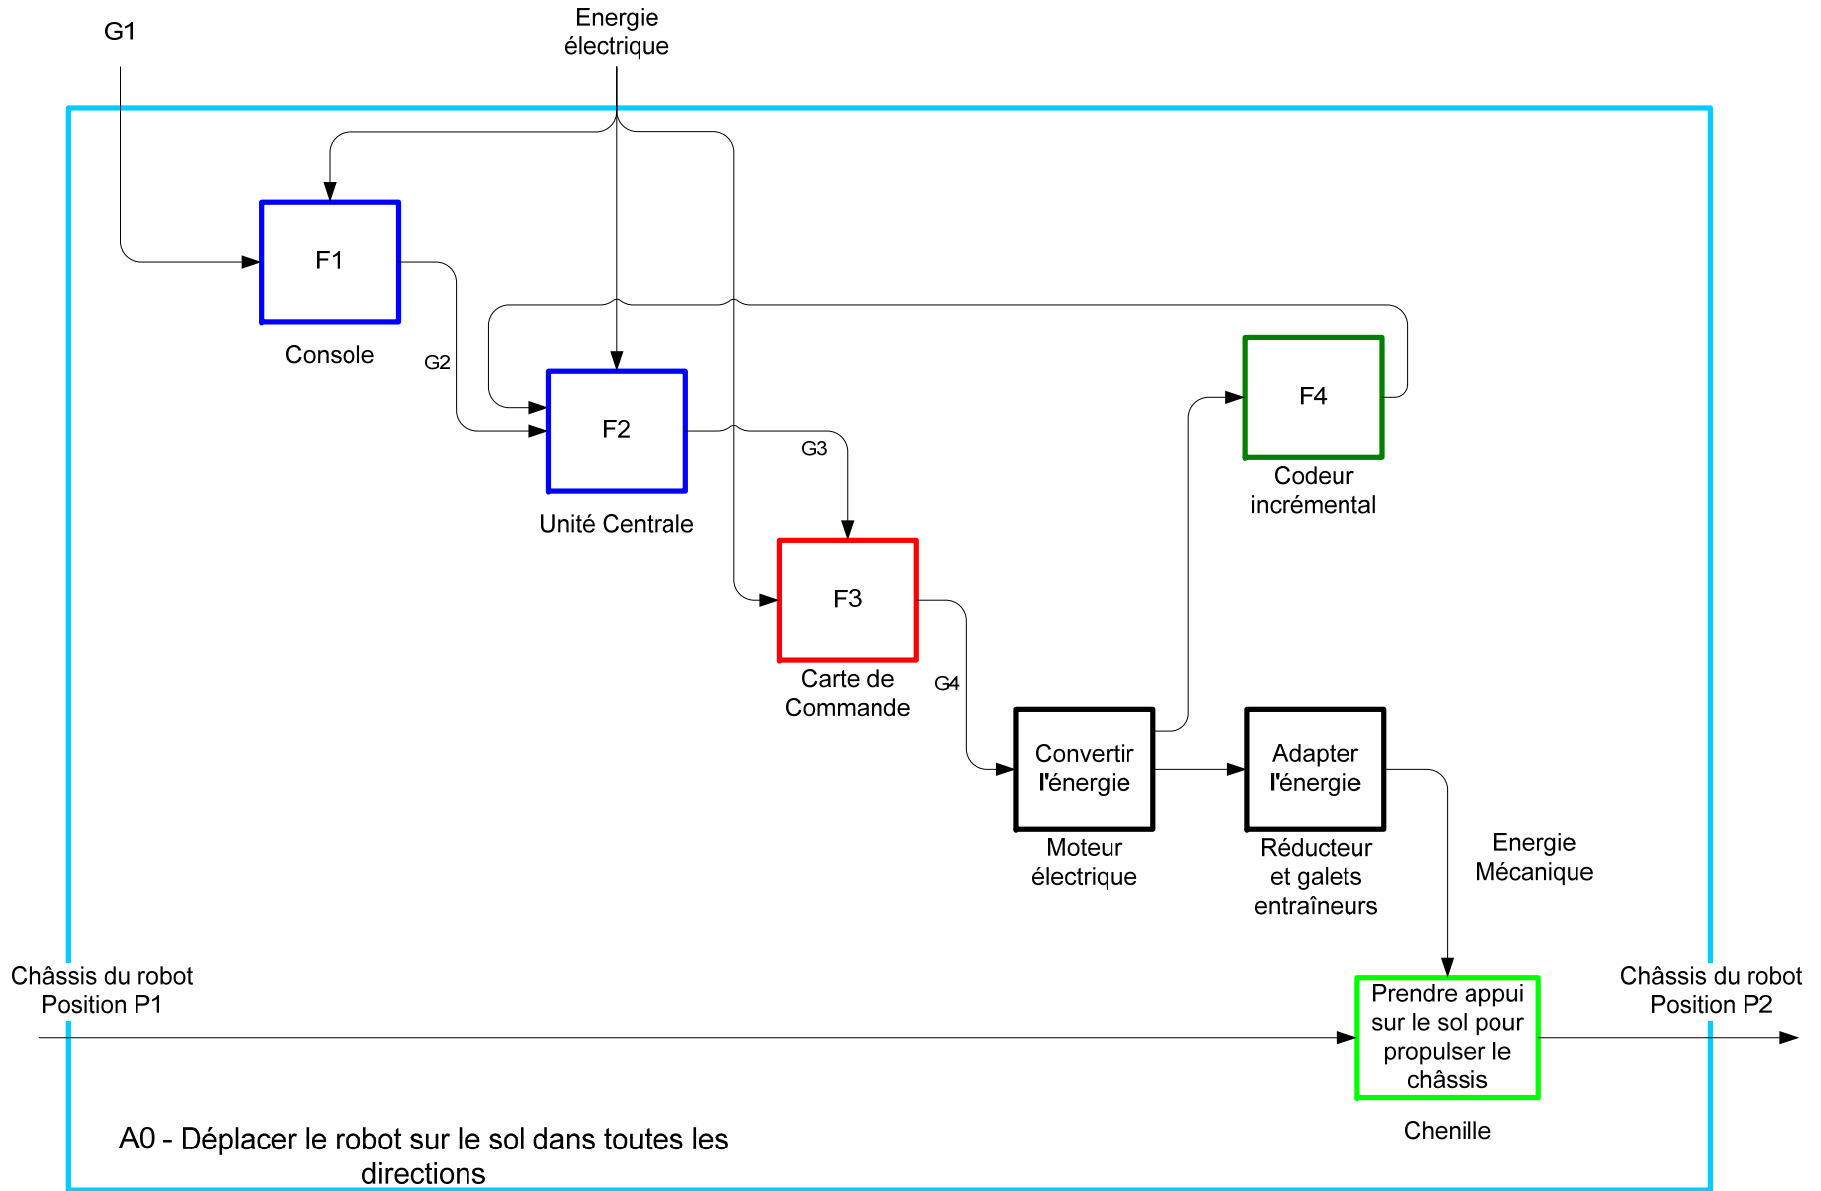 G1
Energie
électrique
F1
Console
G2
F2
Unité Centrale
G3
F4
Codeur
incrémental
F3
Carte de
Commande
G4
Convertir
l'énergie
Moteur
électrique
Adapter
l'énergie
Réducteur
et galets
entraîneurs
Energie
Mécanique
Châssis du robot
Position P1
Prendre appui
sur le sol pour
propulser le
châssis
Chenille
Châssis du robot
Position P2
A0 - Déplacer le robot sur le sol dans toutes les
directions